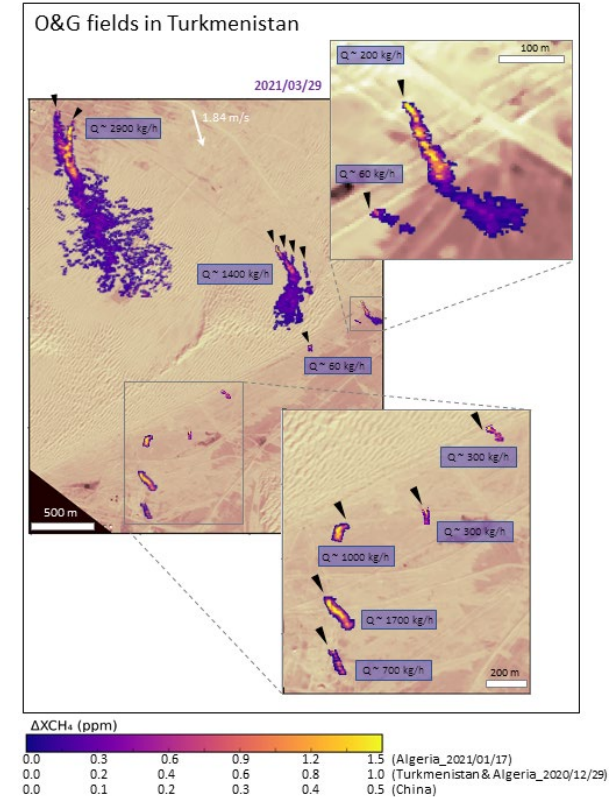 O&G fields in Turkmenistan
100 m
Q ~ 200 kg/h
2021/03/29
1.84 m/s
Q ~ 2900 kg/h
Q ~ 60 kg/h
Q ~ 1400 kg/h
Q ~ 60 kg/h
Q ~ 300 kg/h
500 m
Q ~ 300 kg/h
Q ~ 1000 kg/h
Q ~ 1700 kg/h
Q ~ 700 kg/h
200 m
ΔXCH₄ (ppm)
0.0 0.3 0.6 0.9 1.2 1.5 (Algeria_2021/01/17)
0.0 0.2 0.4 0.6 0.8 1.0 (Turkmenistan & Algeria_2020/12/29)
0.0 0.1 0.2 0.3 0.4 0.5 (China)